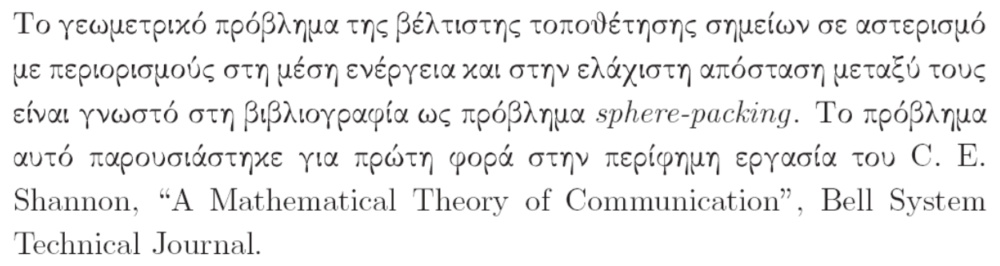 Το γεωμετρικό πρόβλημα της βέλτιστης τοποθέτησης σημείων σε αστερισμό
με περιορισμούς στη μέση ενέργεια και στην ελάχιστη απόσταση μεταξύ τους
είναι γνωστό στη βιβλιογραφία ως πρόβλημα sphere-packing. Το πρόβλημα
αυτό παρουσιάστηκε για πρώτη φορά στην περίφημη εργασία του C. E.
Shannon, “A Mathematical Theory of Communication”, Bell System
Technical Journal.